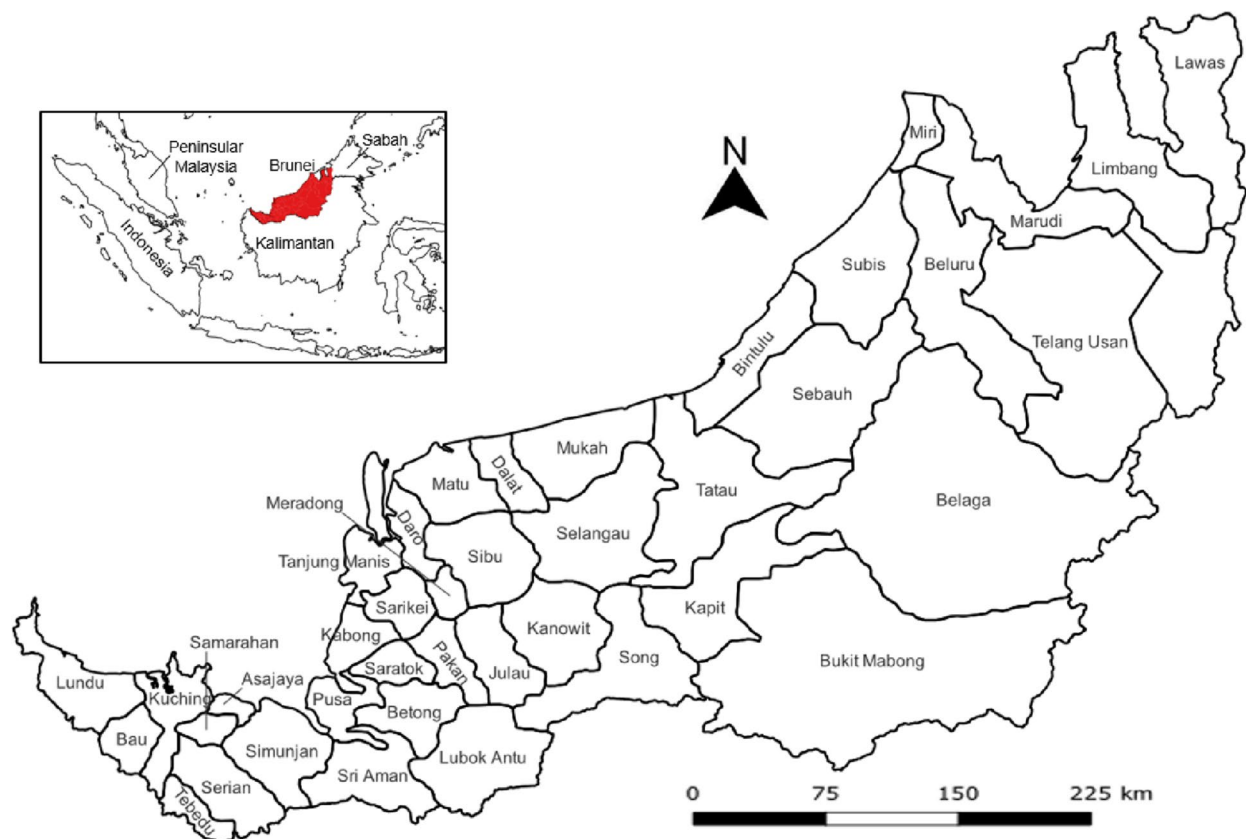 Lawas
Miri
Peninsular
Malaysia
Brunei
Sabah
N
Limbang
Marudi
Indonesia
Kalimantan
Subis
Beluru
Telang Usan
Bintulu
Sebauh
Mukah
Dalat
Matu
Tatau
Belaga
Meradong
Daro
Selangau
Sibu
Tanjung Manis
Sarikei
Kapit
Kanowit
Kabong
Samarahan
Pakan
Song
Bukit Mabong
Saratok
Julau
Asajaya
Lundu
Kuching
Pusa
Betong
Bau
Simunjan
Lubok Antu
Sri Aman
Serian
Tebedu
0 75 150 225 km